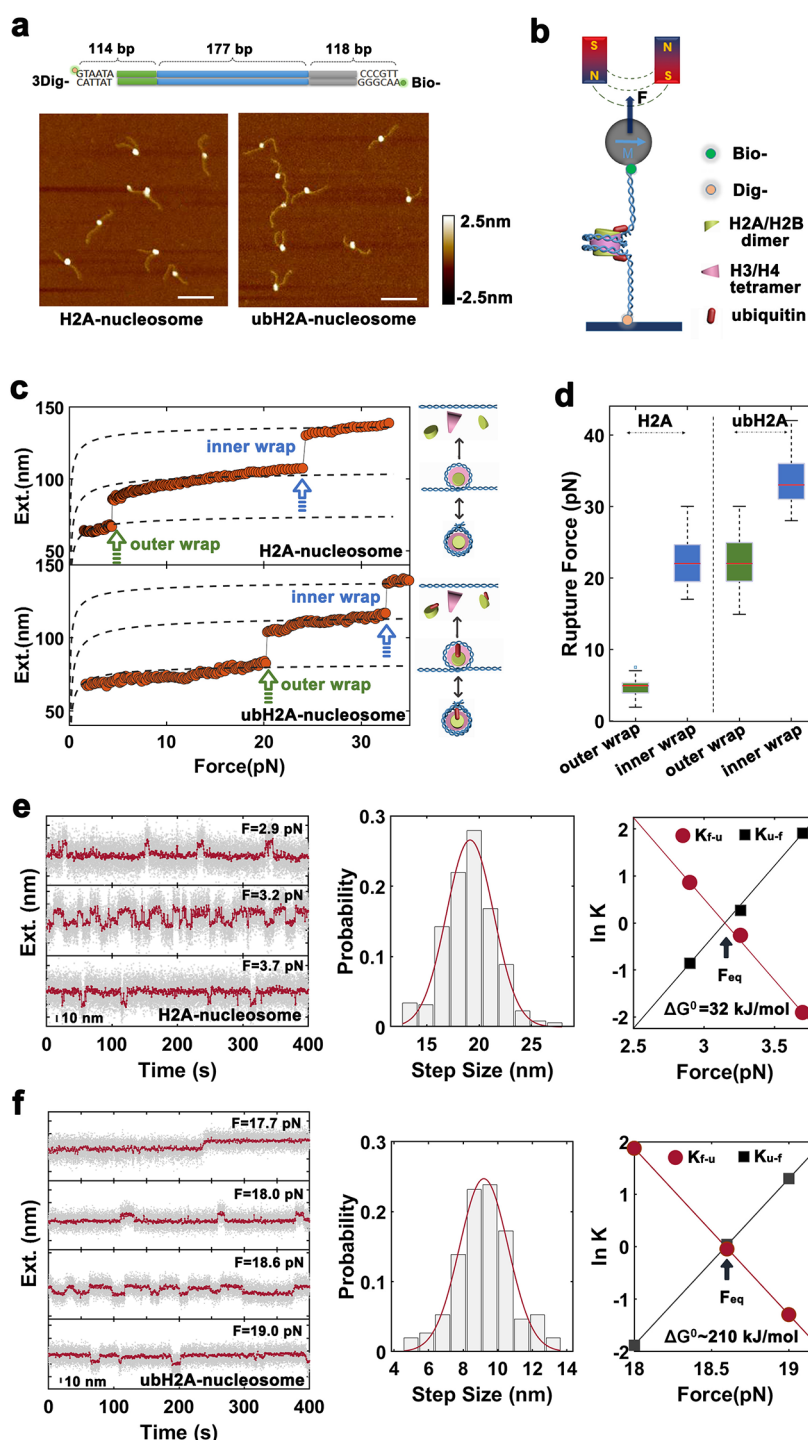 a
114 bp
177 bp
118 bp
3Dig-
GTAATA
CATTAT
CCCGTT
GGGCAA
Bio-
2.5nm
-2.5nm
H2A-nucleosome
ubH2A-nucleosome
b
S
N
N
S
F
M
Bio-
Dig-
H2A/H2B
dimer
H3/H4
tetramer
ubiquitin
c
150
100
50
Ext.(nm)
inner wrap
outer wrap
H2A-nucleosome
150
100
50
Ext.(nm)
inner wrap
outer wrap
ubH2A-nucleosome
0
10
20
30
Force(pN)
d
H2A
ubH2A
40
30
20
10
0
Rupture Force (pN)
outer wrap
inner wrap
outer wrap
inner wrap
e
Ext. (nm)
F=2.9 pN
F=3.2 pN
F=3.7 pN
10 nm
H2A-nucleosome
0
100
200
300
400
Time (s)
0.3
0.2
0.1
0
Probability
15
20
25
Step Size (nm)
2
1
0
-1
-2
ln K
Kf-u
Ku-f
Feq
ΔG⁰=32 kJ/mol
2.5
3
3.5
Force(pN)
f
Ext. (nm)
F=17.7 pN
F=18.0 pN
F=18.6 pN
F=19.0 pN
10 nm
ubH2A-nucleosome
0
100
200
300
400
Time (s)
0.3
0.2
0.1
0
Probability
4
6
8
10
12
14
Step Size (nm)
2
1
0
-1
-2
ln K
Kf-u
Ku-f
Feq
ΔG⁰~210 kJ/mol
18
18.5
19
Force(pN)